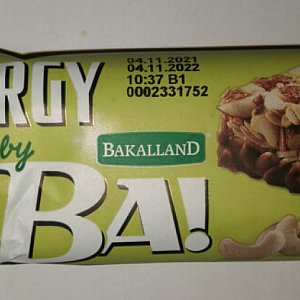 04.11.2021
04.11.2022
10:37 B1
0002331752
RGY
by
BAKALLAND
BA!